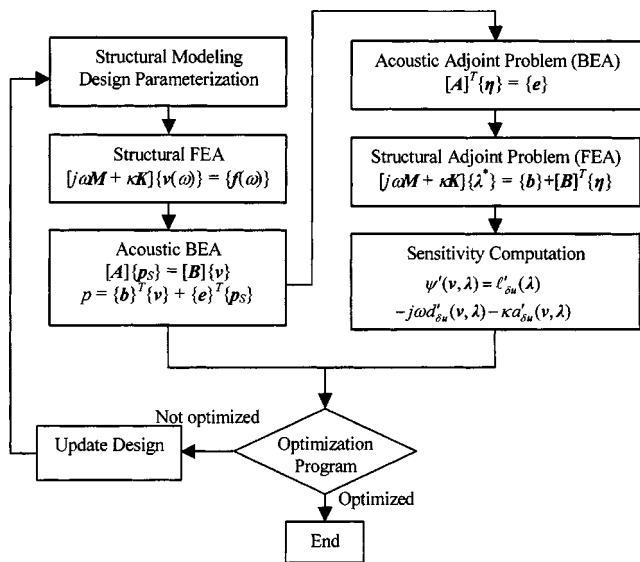 Structural Modeling
Design Parameterization
Structural FEA
[jωM + κK]{v(ω)} = {f(ω)}
Acoustic BEA
[A]{p_S} = [B]{v}
p = {b}^T{v} + {e}^T{p_S}
Acoustic Adjoint Problem (BEA)
[A]^T{η} = {e}
Structural Adjoint Problem (FEA)
[jωM + κK]{λ^*} = {b}+[B]^T{η}
Sensitivity Computation
ψ′(v, λ) = ℓ′_δu(λ)
−jωd′_δu(v, λ) − κa′_δu(v, λ)
Not optimized
Update Design
Optimization
Program
Optimized
End